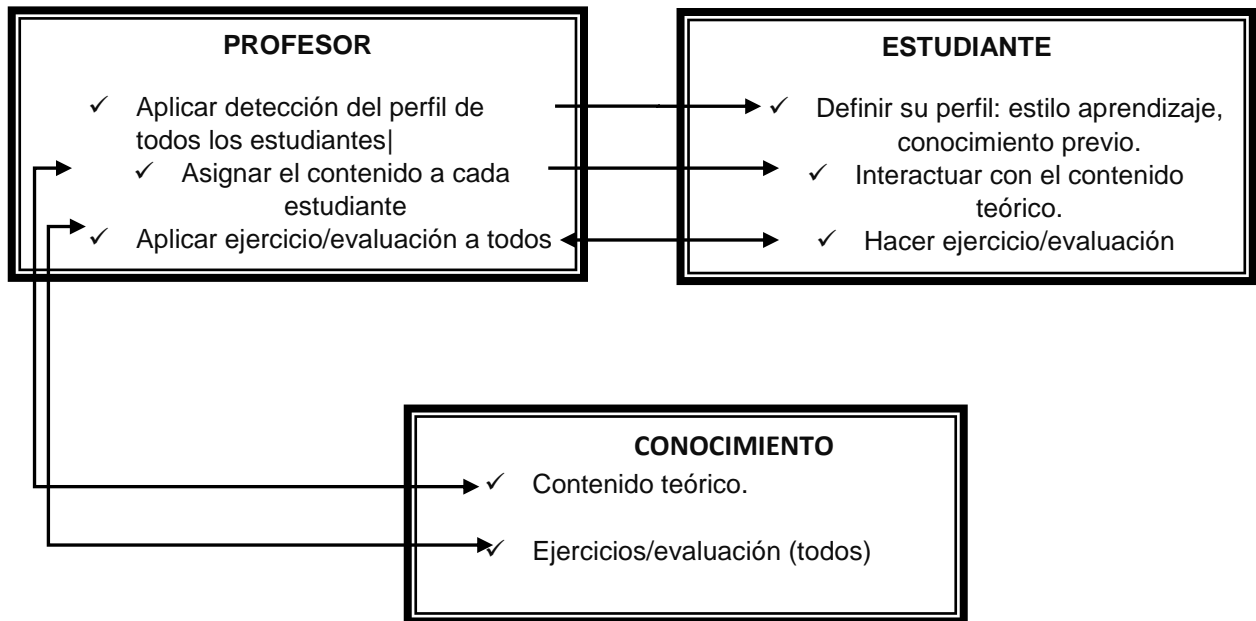 PROFESOR
✓ Aplicar detección del perfil de
todos los estudiantes|
✓ Asignar el contenido a cada
estudiante
✓ Aplicar ejercicio/evaluación a todos
ESTUDIANTE
✓ Definir su perfil: estilo aprendizaje,
conocimiento previo.
✓ Interactuar con el contenido
teórico.
✓ Hacer ejercicio/evaluación
CONOCIMIENTO
✓ Contenido teórico.
✓ Ejercicios/evaluación (todos)